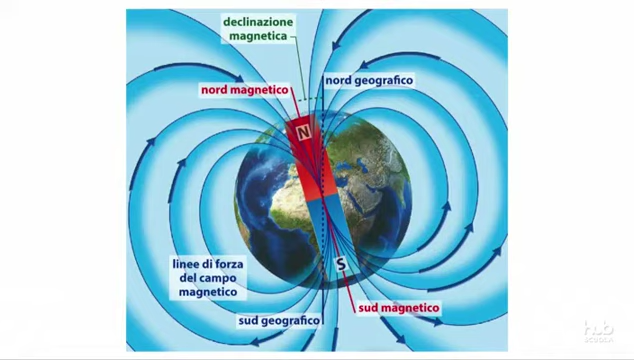 declinazione
magnetica
nord geografico
nord magnetico
N
S
linee di forza
del campo
magnetico
sud magnetico
sud geografico
hub
SCUOLA